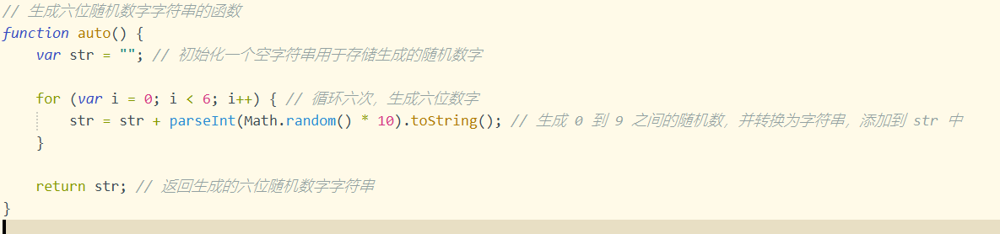 // 生成六位随机数字字符串的函数
function auto() {
    var str = ""; // 初始化一个空字符串用于存储生成的随机数字
    for (var i = 0; i < 6; i++) { // 循环六次，生成六位数字
        str = str + parseInt(Math.random() * 10).toString(); // 生成 0 到 9 之间的随机数，并转换为字符串，添加到 str 中
    }
    return str; // 返回生成的六位随机数字字符串
}